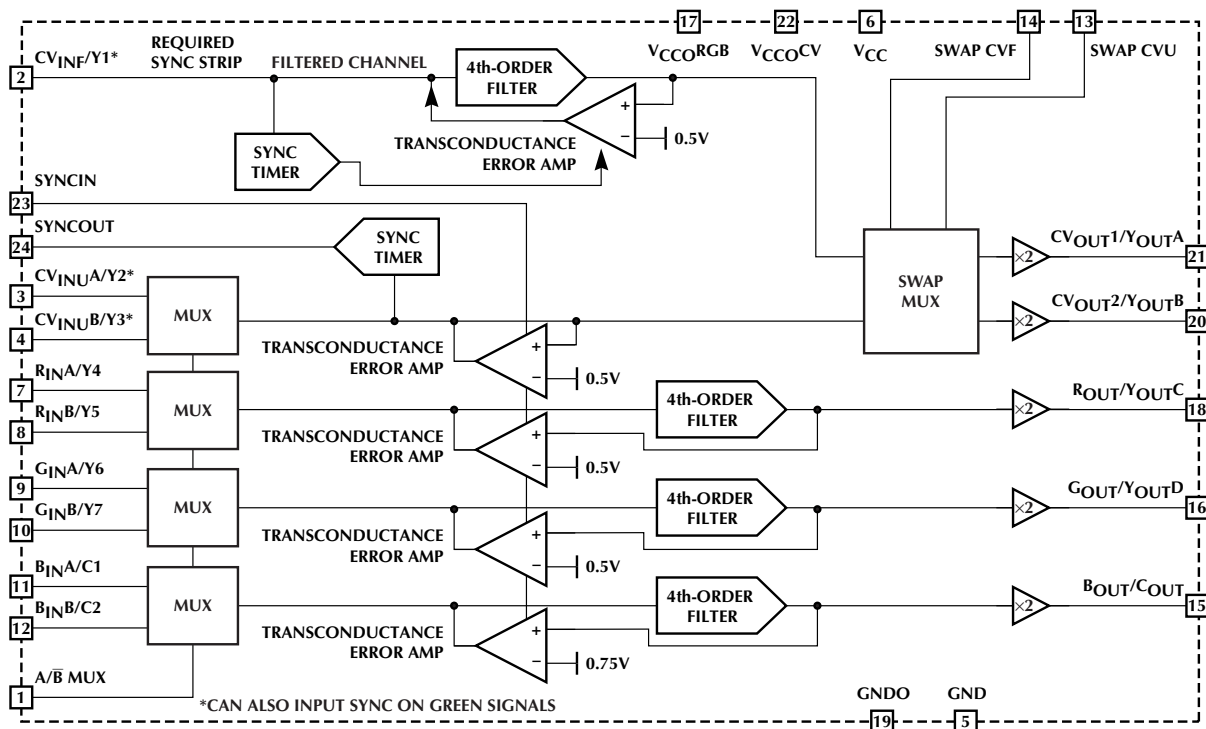 17
22
6
14
13
CVINF/Y1*
REQUIRED
SYNC STRIP
FILTERED CHANNEL
4th-ORDER
FILTER
VCCORGB
VCCOCV
VCC
SWAP CVF
SWAP CVU
2
+
−
0.5V
TRANSCONDUCTANCE
ERROR AMP
SYNC
TIMER
SYNCIN
23
SYNCOUT
24
SYNC
TIMER
CVINUA/Y2*
3
CVINUB/Y3*
4
MUX
TRANSCONDUCTANCE
ERROR AMP
+
−
0.5V
SWAP
MUX
×2
CVOUT1/YOUTA
21
×2
CVOUT2/YOUTB
20
RINA/Y4
7
RINB/Y5
8
MUX
TRANSCONDUCTANCE
ERROR AMP
+
−
0.5V
4th-ORDER
FILTER
×2
ROUT/YOUTC
18
GINA/Y6
9
GINB/Y7
10
MUX
TRANSCONDUCTANCE
ERROR AMP
+
−
0.5V
4th-ORDER
FILTER
×2
GOUT/YOUTD
16
BINA/C1
11
BINB/C2
12
MUX
TRANSCONDUCTANCE
ERROR AMP
+
−
0.75V
4th-ORDER
FILTER
×2
BOUT/COUT
15
A/B̅ MUX
1
*CAN ALSO INPUT SYNC ON GREEN SIGNALS
GNDO
19
GND
5